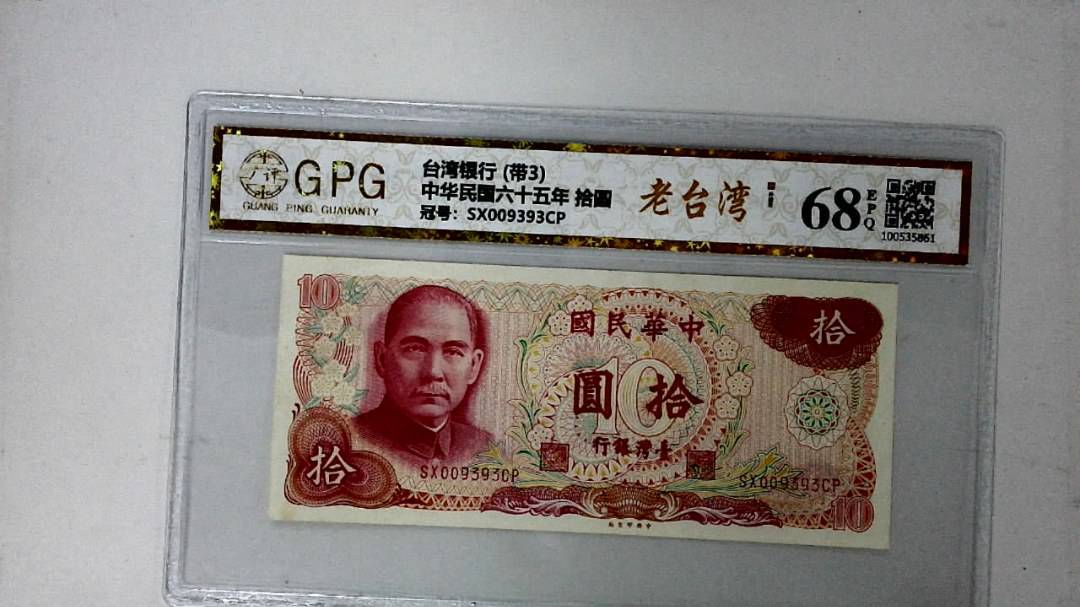 GPG
GUANG PING GUARANTY
台湾银行 (带3)
中华民国六十五年 拾圆
冠号：SX009393CP
老台湾
68
EPQ
100535861
10
中華民國
拾
10
拾圓
臺灣銀行
拾
SX009393CP
SX009393CP
10